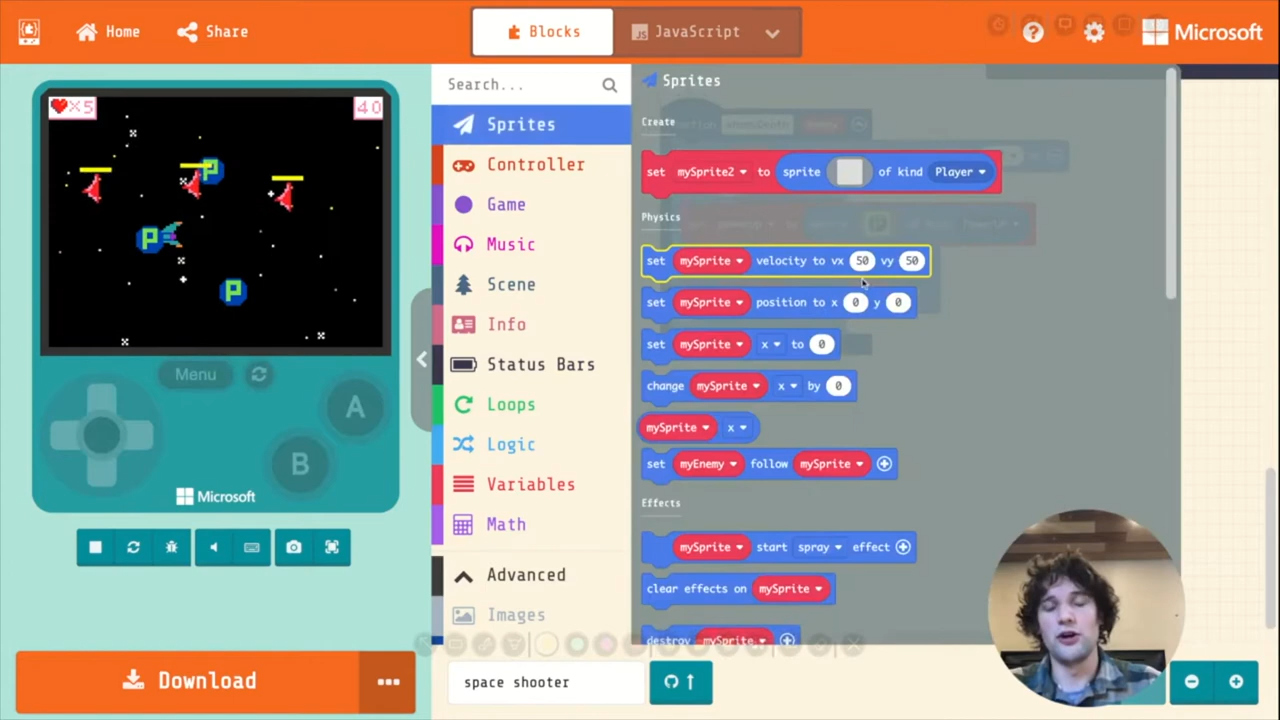 Home
Share
Blocks
JavaScript
Microsoft
×5
40
P
P
P
Menu
A
B
Microsoft
Download
Search...
Sprites
Controller
Game
Music
Scene
Info
Status Bars
Loops
Logic
Variables
Math
Advanced
Images
space shooter
Sprites
Create
set mySprite2 to sprite of kind Player
Physics
set mySprite velocity to vx 50 vy 50
set mySprite position to x 0 y 0
set mySprite x to 0
change mySprite x by 0
mySprite x
set myEnemy follow mySprite
Effects
mySprite start spray effect
clear effects on mySprite
destroy mySprite